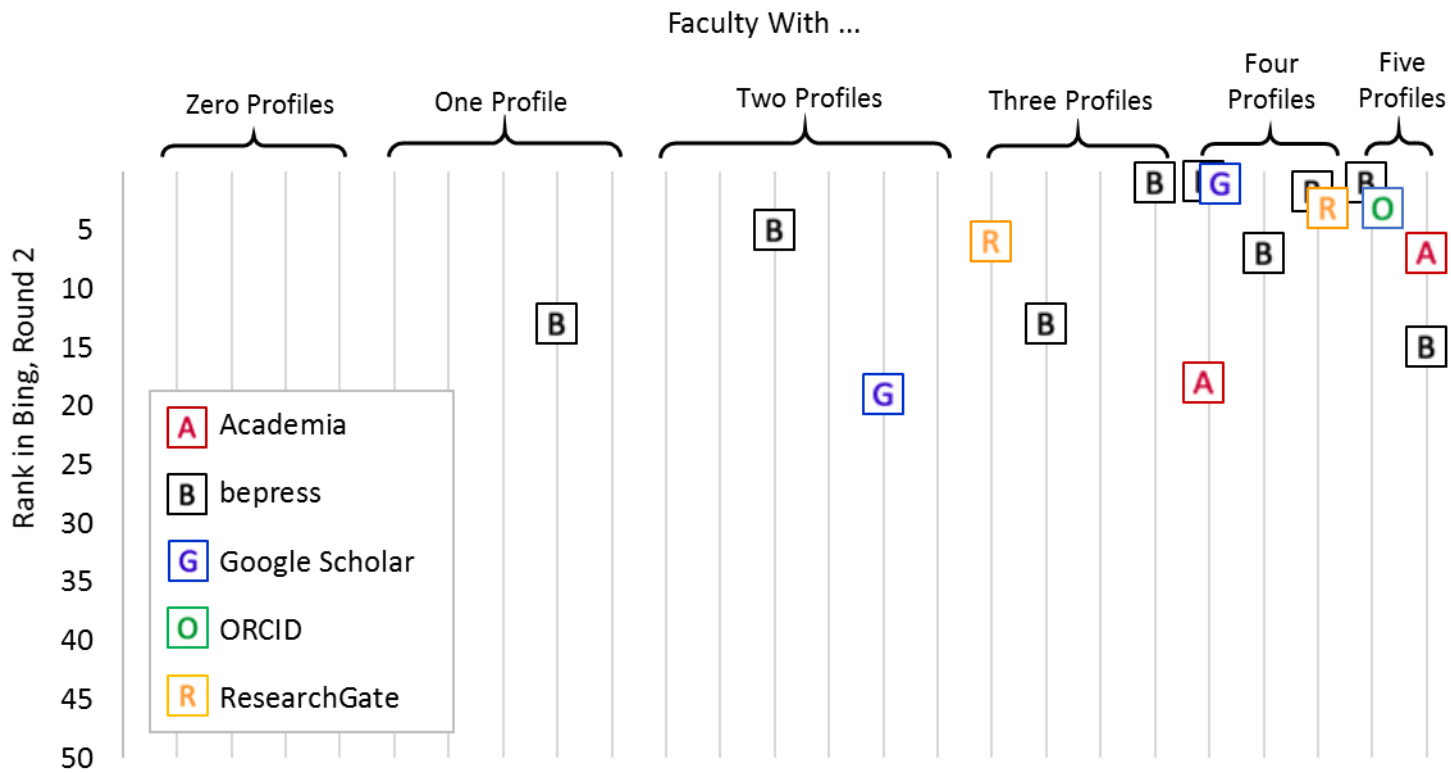 Faculty With ...
Zero Profiles
One Profile
Two Profiles
Three Profiles
Four
Profiles
Five
Profiles
Rank in Bing, Round 2
5
10
15
20
25
30
35
40
45
50
B
B
G
R
B
B
G
A
B
B
R
B
O
A
B
A Academia
B bepress
G Google Scholar
O ORCID
R ResearchGate